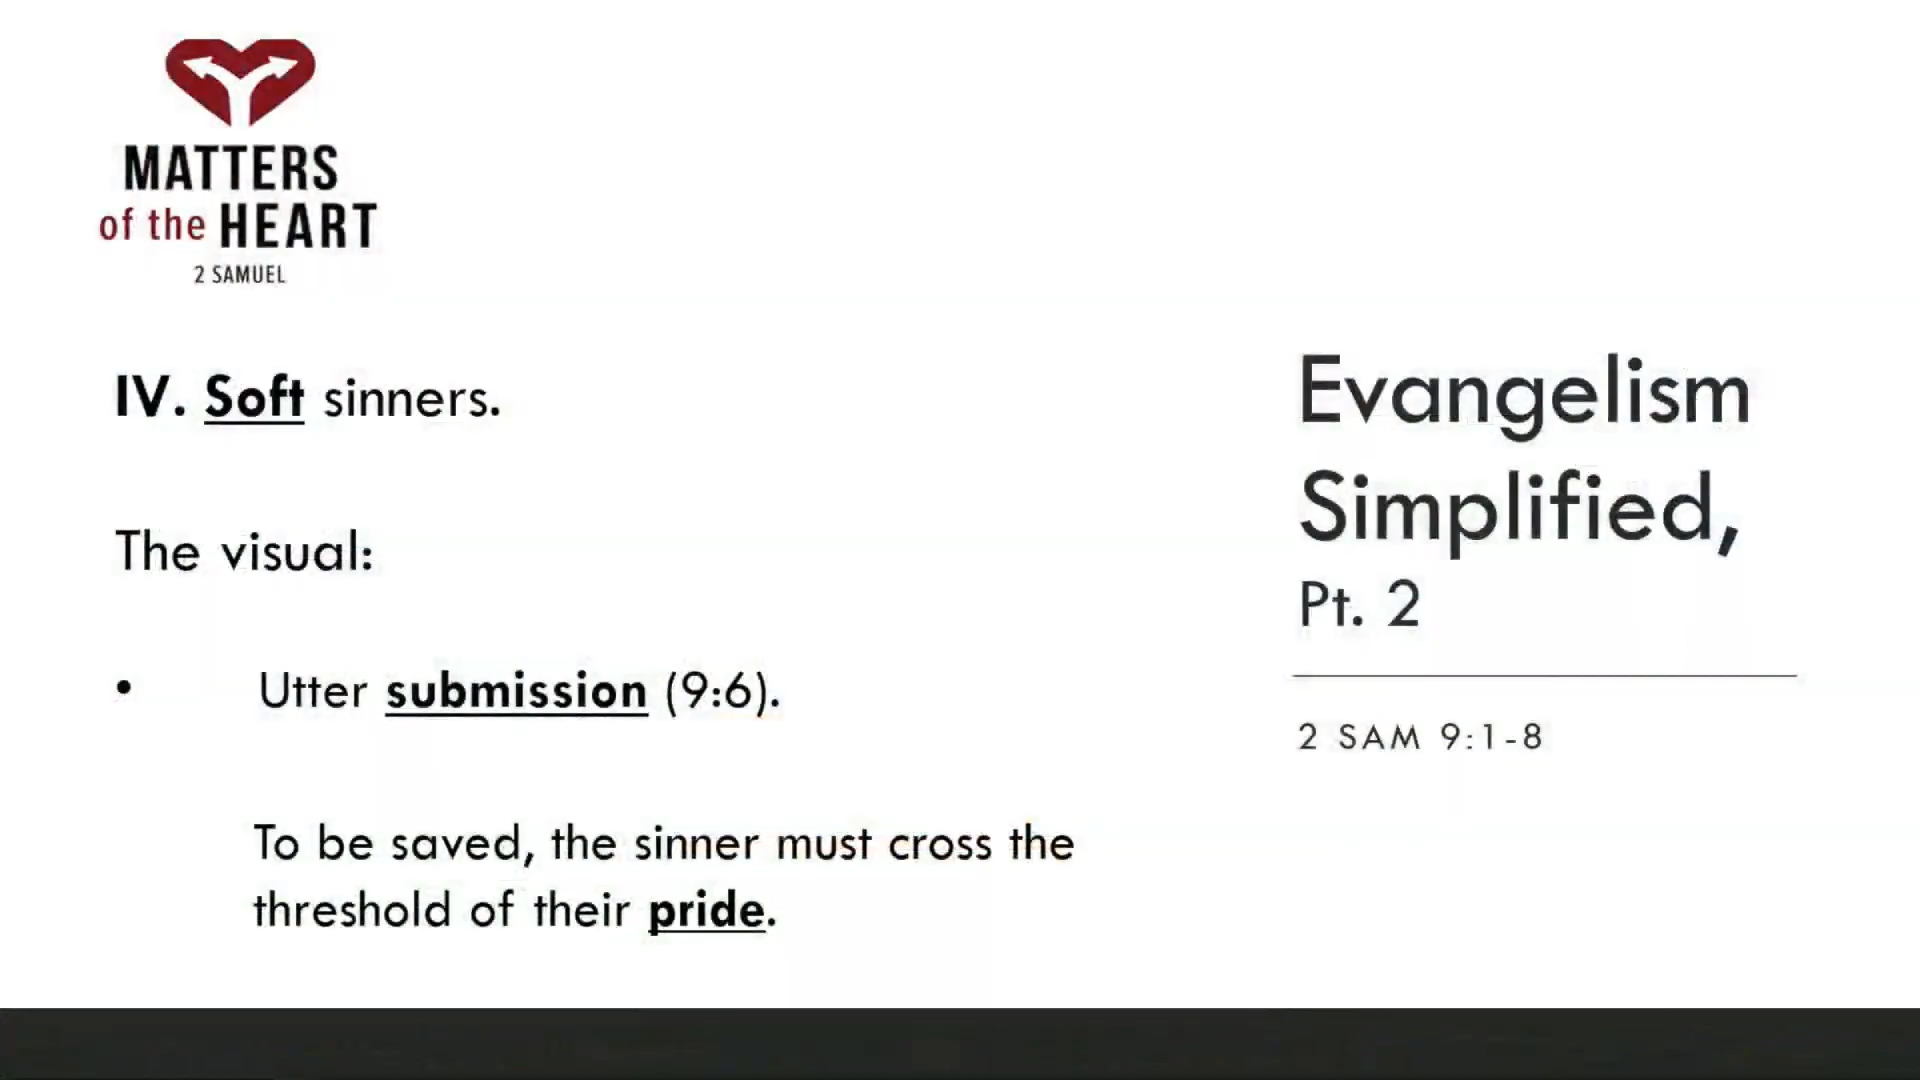 MATTERS
of the HEART
2 SAMUEL
IV. Soft sinners.
The visual:
• Utter submission (9:6).
To be saved, the sinner must cross the
threshold of their pride.
Evangelism
Simplified,
Pt. 2
2 SAM 9:1-8